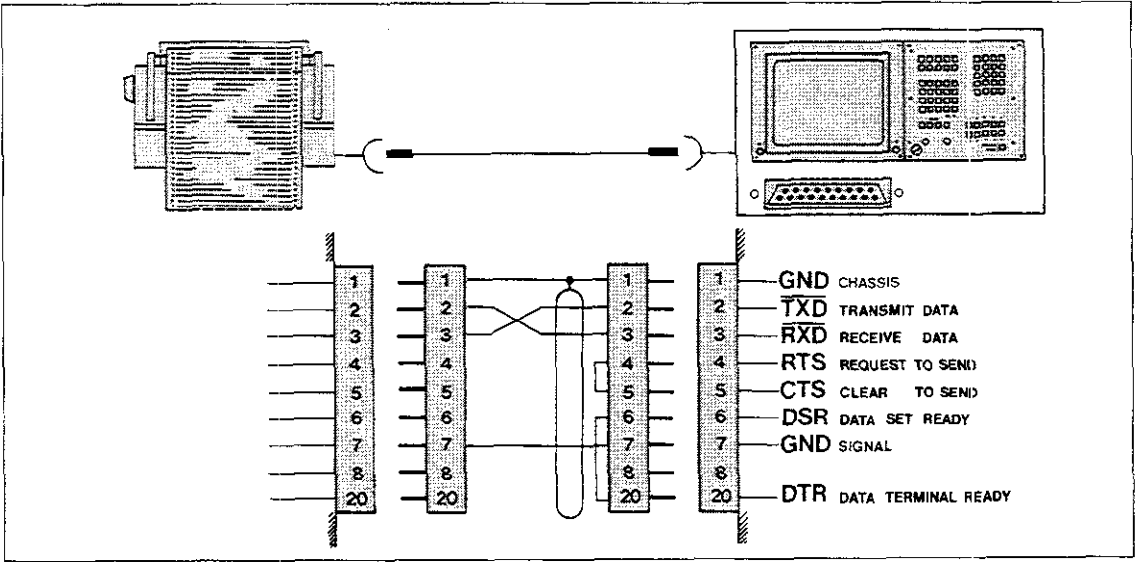 1 1 1 1 GND CHASSIS
2 2 2 2 TXD TRANSMIT DATA
3 3 3 3 RXD RECEIVE DATA
4 4 4 4 RTS REQUEST TO SEND
5 5 5 5 CTS CLEAR TO SEND
6 6 6 6 DSR DATA SET READY
7 7 7 7 GND SIGNAL
8 8 8 8
20 20 20 20 DTR DATA TERMINAL READY